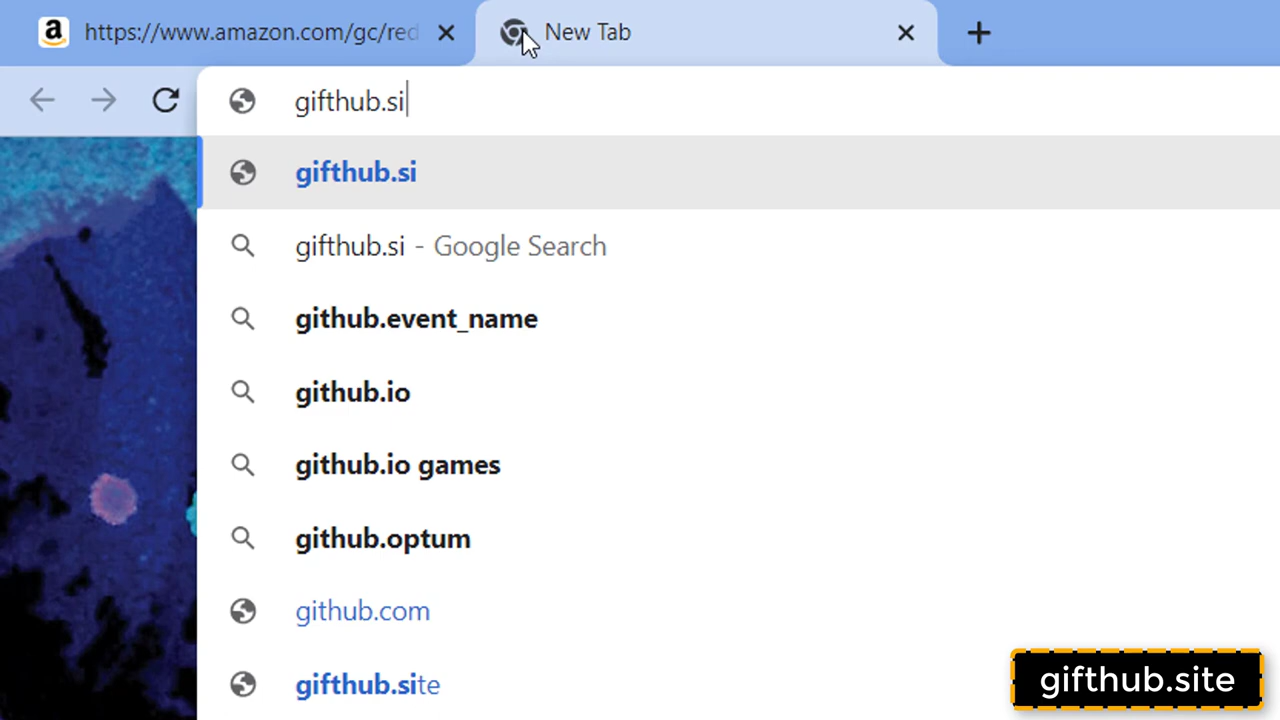 https://www.amazon.com/gc/red
New Tab
gifthub.si
gifthub.si
gifthub.si - Google Search
github.event_name
github.io
github.io games
github.optum
github.com
gifthub.site
gifthub.site